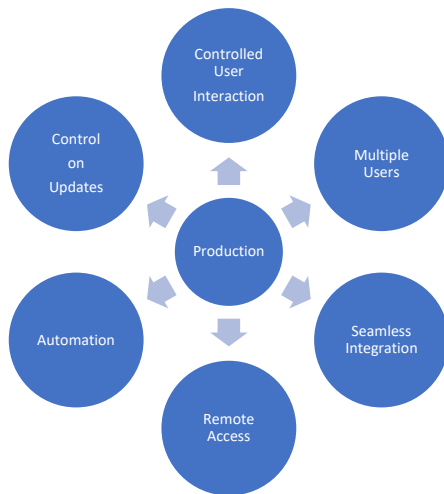 Controlled
User
Interaction
Multiple
Users
Seamless
Integration
Remote
Access
Automation
Control
on
Updates
Production